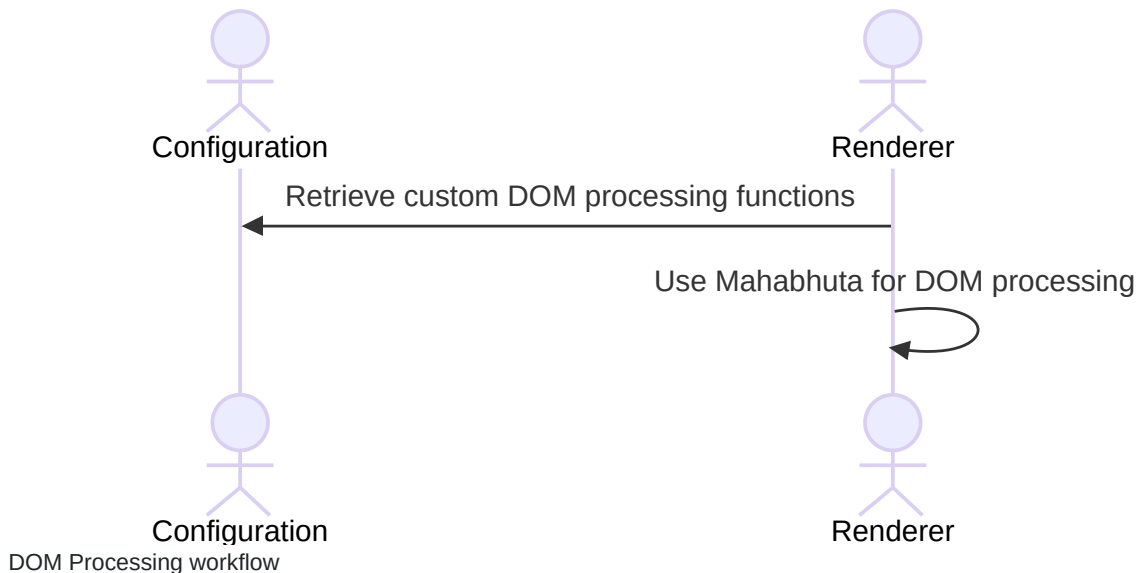 Configuration
Renderer
Retrieve custom DOM processing functions
Use Mahabhuta for DOM processing
Configuration
Renderer
DOM Processing workflow